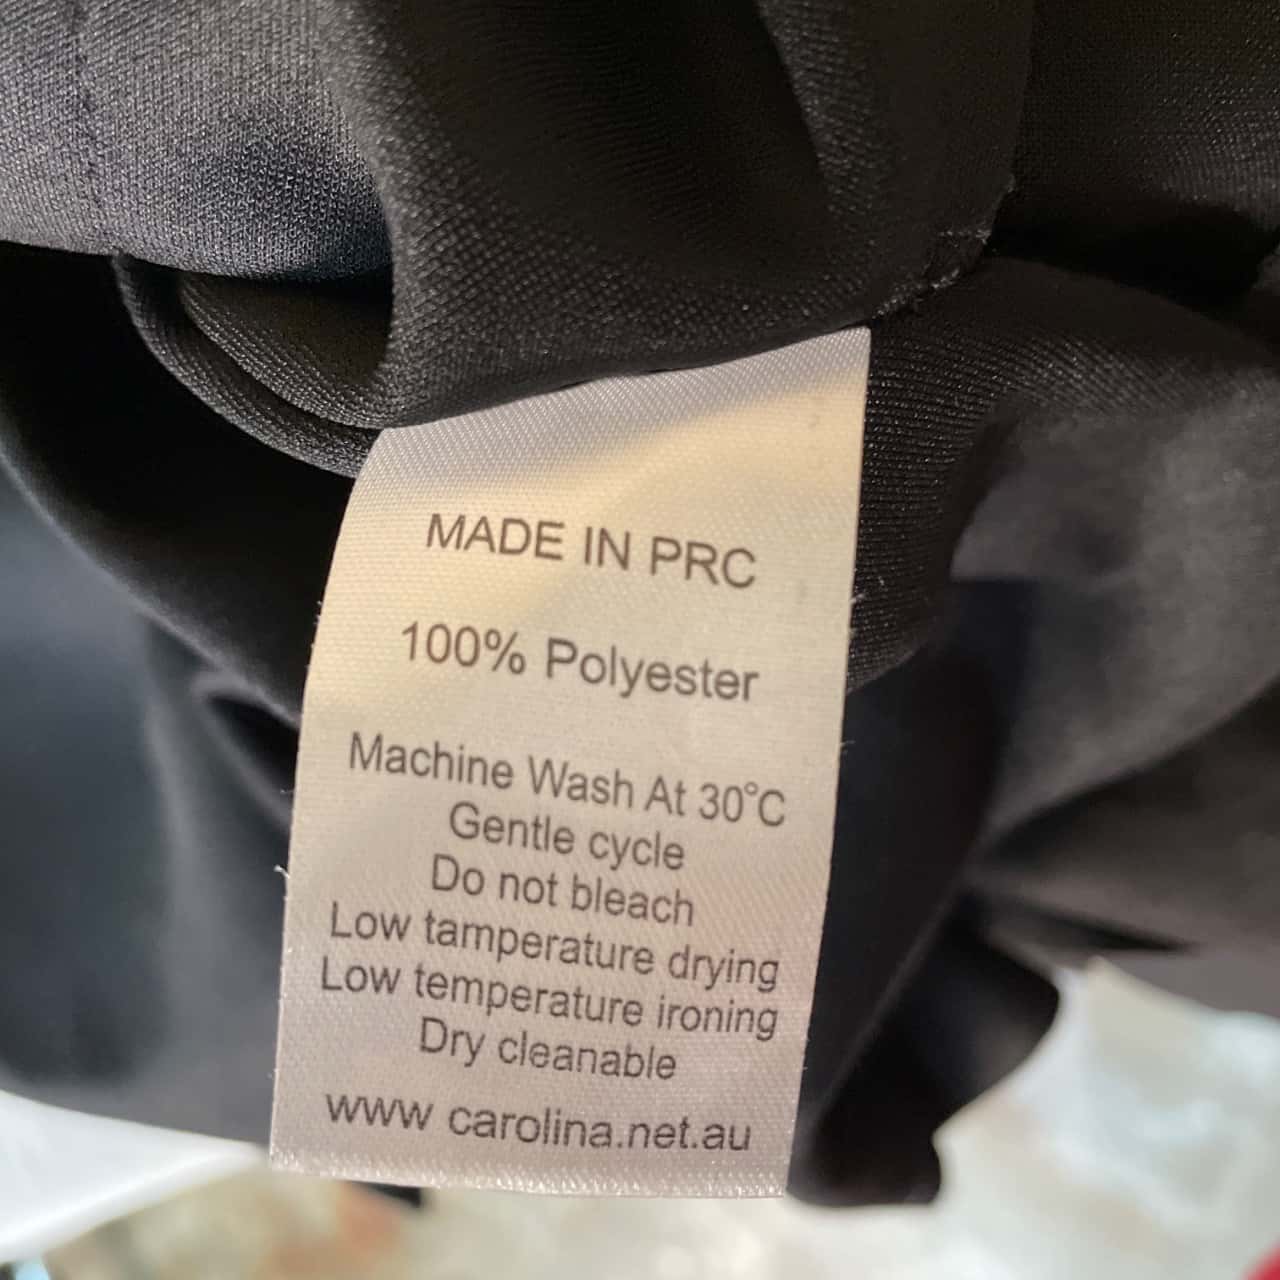 MADE IN PRC
100% Polyester
Machine Wash At 30°C
Gentle cycle
Do not bleach
Low tamperature drying
Low temperature ironing
Dry cleanable
www carolina.net.au